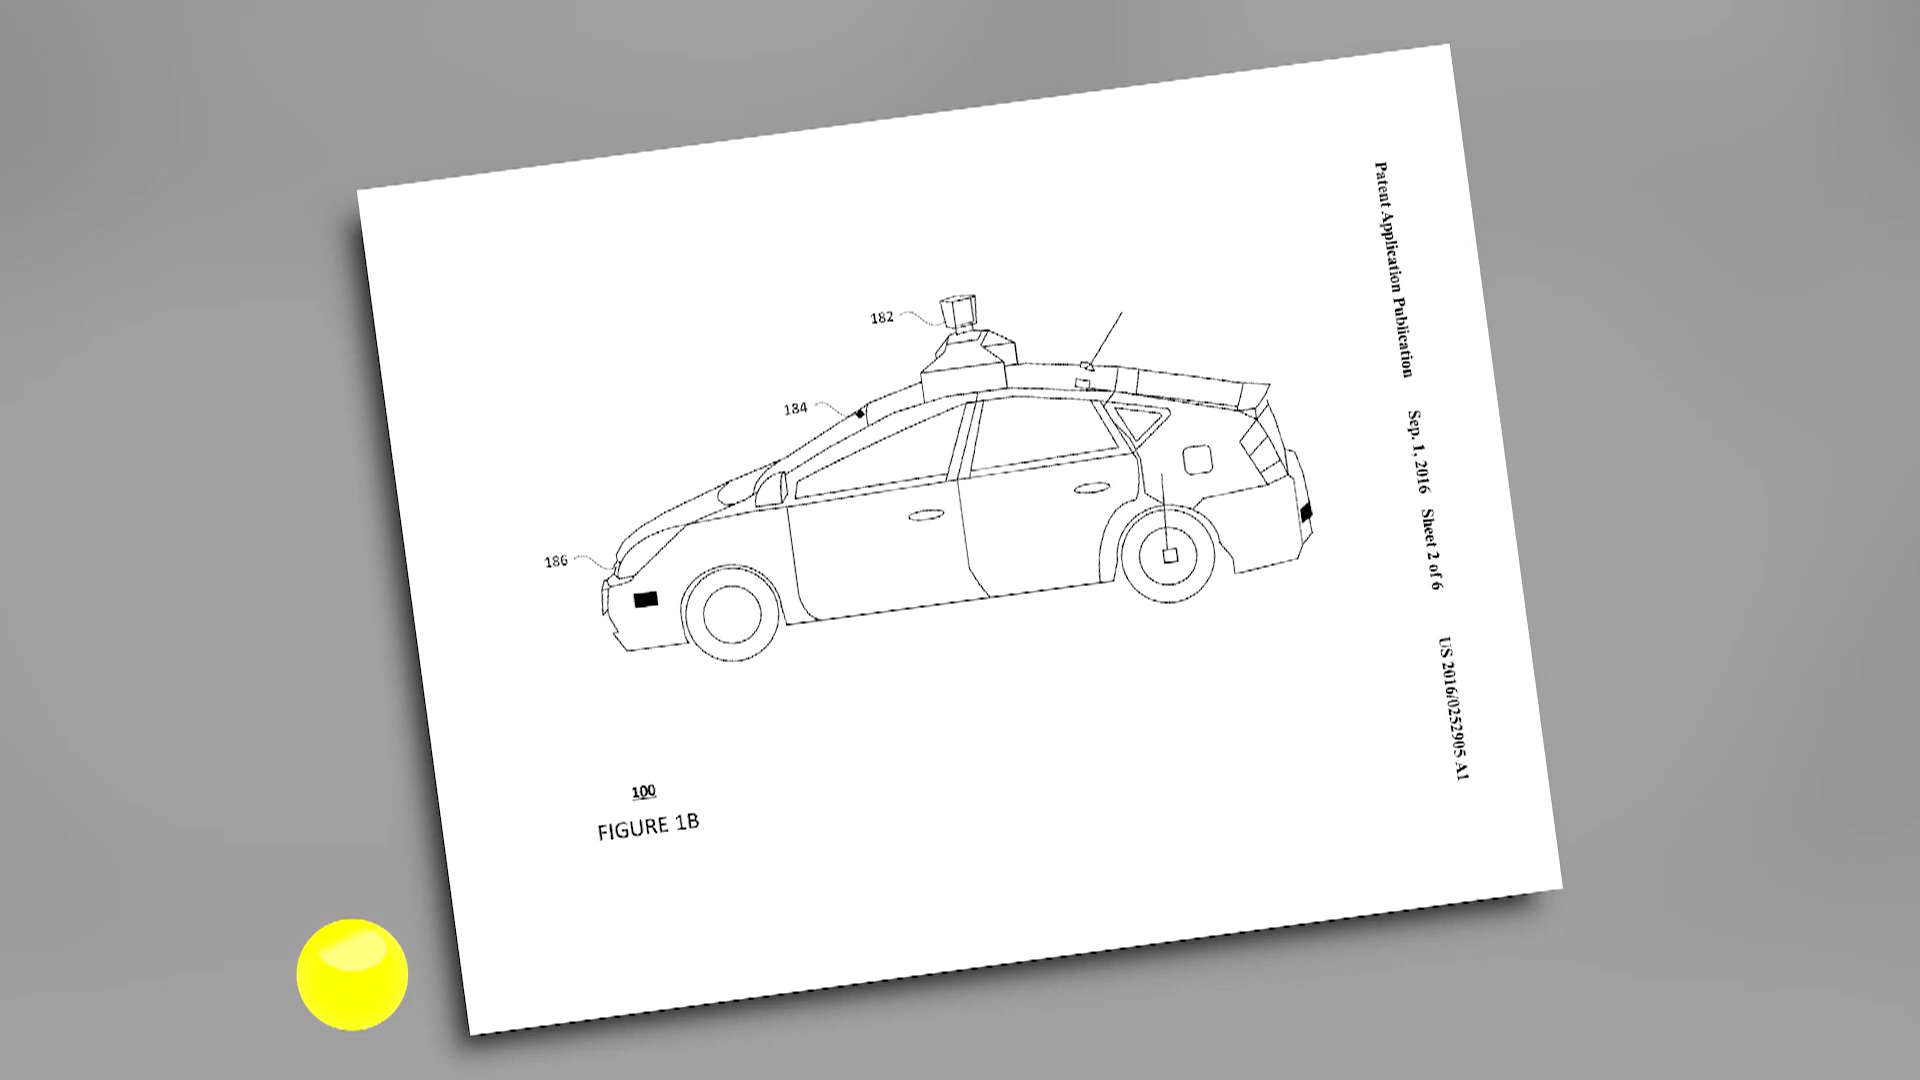 Patent Application Publication Sep. 1, 2016 Sheet 2 of 6 US 2016/0252905 A1
182
184
186
100
FIGURE 1B